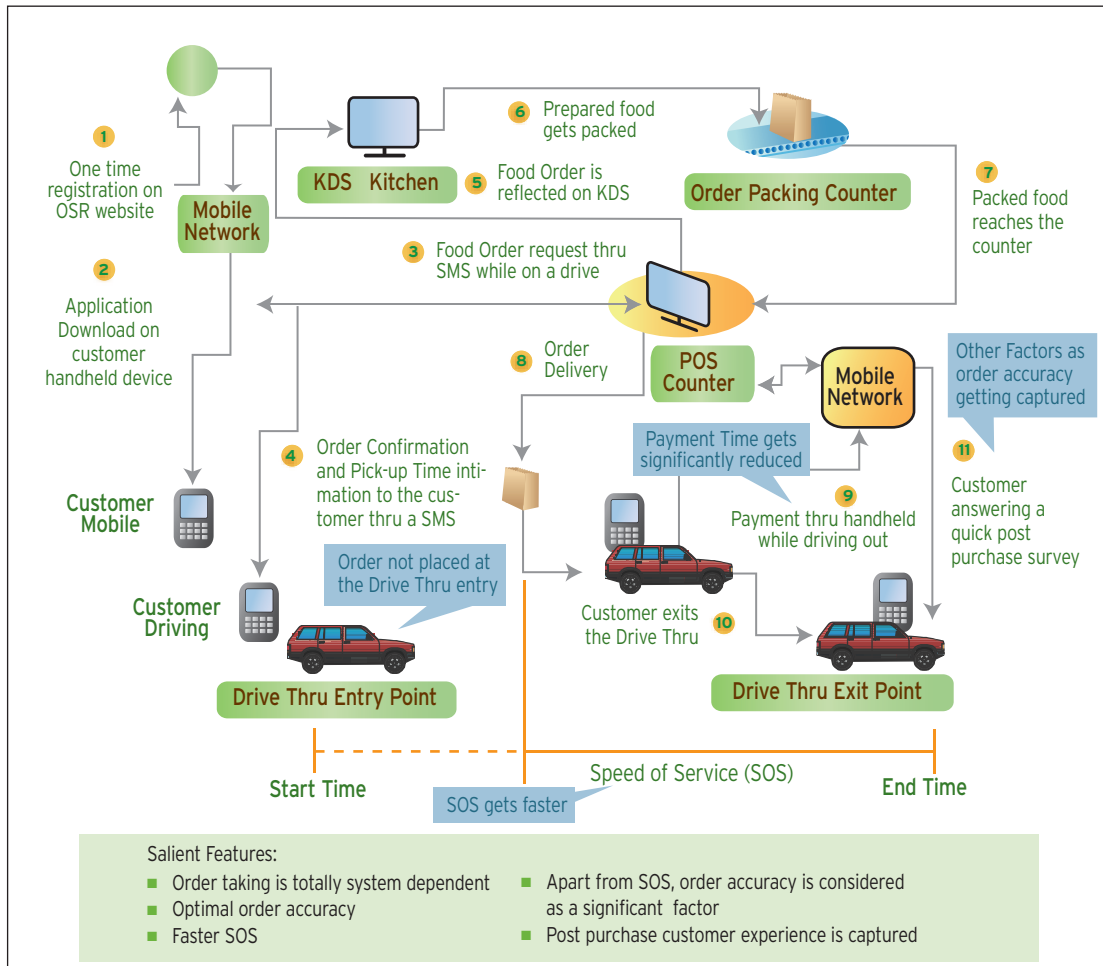 1
One time
registration on
OSR website
Mobile
Network
2
Application
Download on
customer
handheld device
Customer
Mobile
Customer
Driving
KDS Kitchen
6
Prepared food
gets packed
5
Food Order is
reflected on KDS
Order Packing Counter
7
Packed food
reaches the
counter
3
Food Order request thru
SMS while on a drive
POS
Counter
8
Order
Delivery
4
Order Confirmation
and Pick-up Time inti-
mation to the cus-
tomer thru a SMS
Order not placed at
the Drive Thru entry
Drive Thru Entry Point
Mobile
Network
Payment Time gets
significantly reduced
9
Payment thru handheld
while driving out
Other Factors as
order accuracy
getting captured
11
Customer
answering a
quick post
purchase survey
Customer exits
the Drive Thru
10
Drive Thru Exit Point
Start Time
Speed of Service (SOS)
End Time
SOS gets faster
Salient Features:
■ Order taking is totally system dependent
■ Optimal order accuracy
■ Faster SOS
■ Apart from SOS, order accuracy is considered
as a significant factor
■ Post purchase customer experience is captured